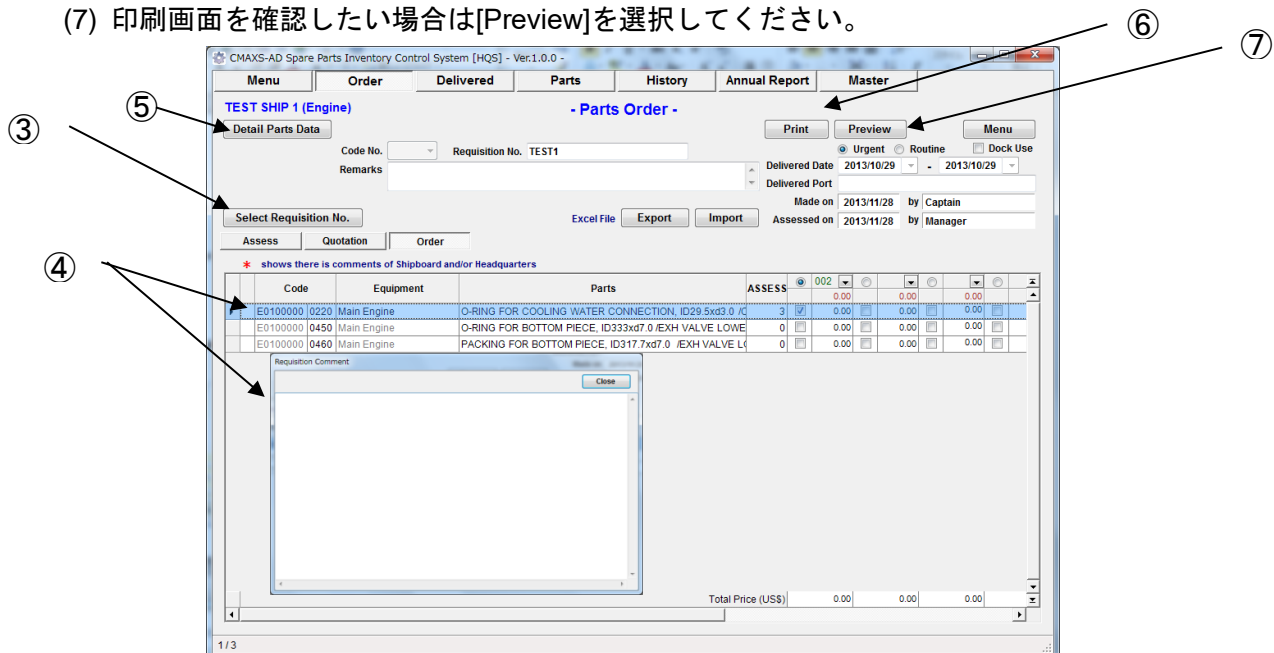 (7) 印刷画面を確認したい場合は[Preview]を選択してください。
⑥
⑦
CMAXS-AD Spare Parts Inventory Control System [HQS] - Ver.1.0.0 -
Menu Order Delivered Parts History Annual Report Master
⑤
TEST SHIP 1 (Engine) - Parts Order -
③
Detail Parts Data Print Preview Menu
Code No. Requisition No. TEST1 Urgent Routine Dock Use
Remarks Delivered Date 2013/10/29 - 2013/10/29
Delivered Port
Made on 2013/11/28 by Captain
Select Requisition No. Excel File Export Import Assessed on 2013/11/28 by Manager
Assess Quotation Order
④
* shows there is comments of Shipboard and/or Headquarters
Code Equipment Parts ASSESS 002
0.00 0.00 0.00
E0100000 0220 Main Engine O-RING FOR COOLING WATER CONNECTION, ID29.5xd3.0 /C 3 0.00 0.00 0.00
E0100000 0450 Main Engine O-RING FOR BOTTOM PIECE, ID333xd7.0 /EXH VALVE LOWE 0 0.00 0.00 0.00
E0100000 0460 Main Engine PACKING FOR BOTTOM PIECE, ID317.7xd7.0 /EXH VALVE L( 0 0.00 0.00 0.00
Requisition Comment
Close
Total Price (US$) 0.00 0.00 0.00
1 / 3